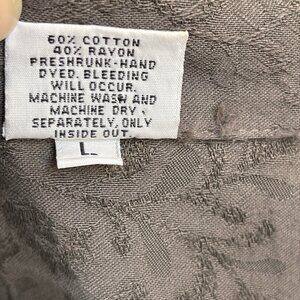 60% COTTON
40% RAYON
PRESHRUNK-HAND
DYED. BLEEDING
WILL OCCUR.
MACHINE WASH AND
MACHINE DRY
SEPARATELY, ONLY
INSIDE OUT.
L